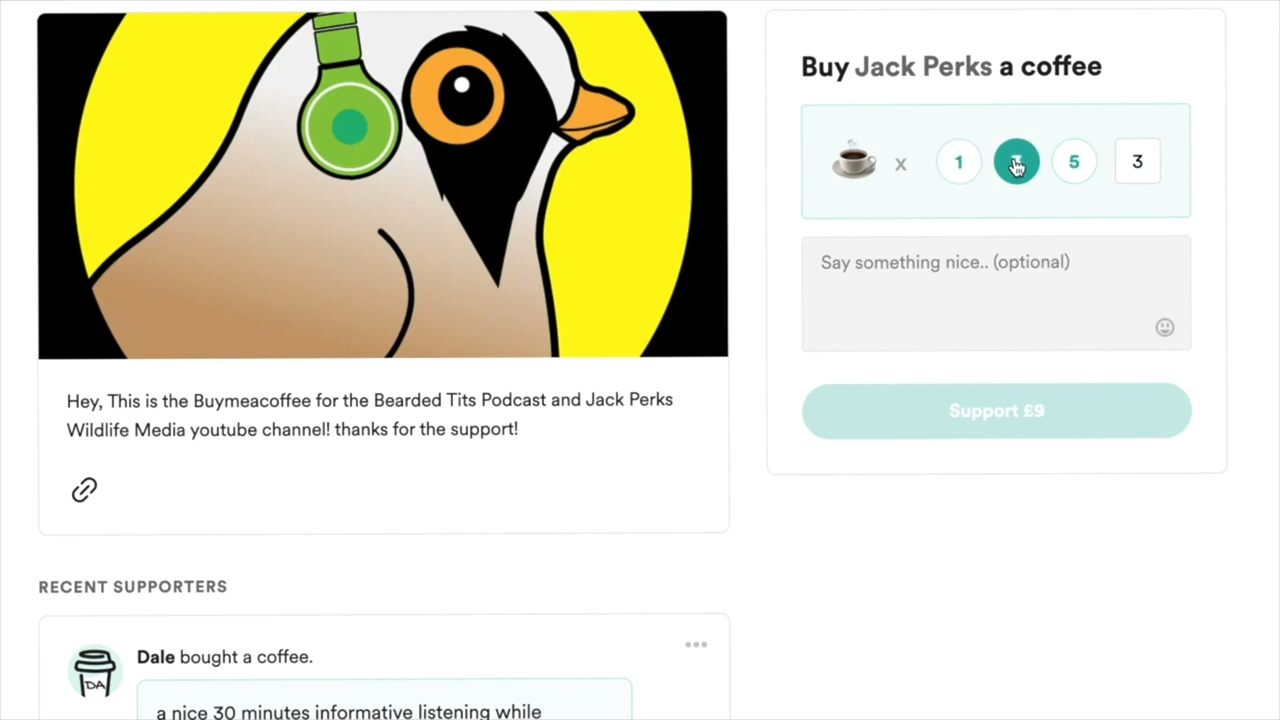 Buy Jack Perks a coffee
x 1 5 3
Say something nice.. (optional)
Support £9
Hey, This is the Buymeacoffee for the Bearded Tits Podcast and Jack Perks
Wildlife Media youtube channel! thanks for the support!
RECENT SUPPORTERS
Dale bought a coffee.
DA
a nice 30 minutes informative listening while